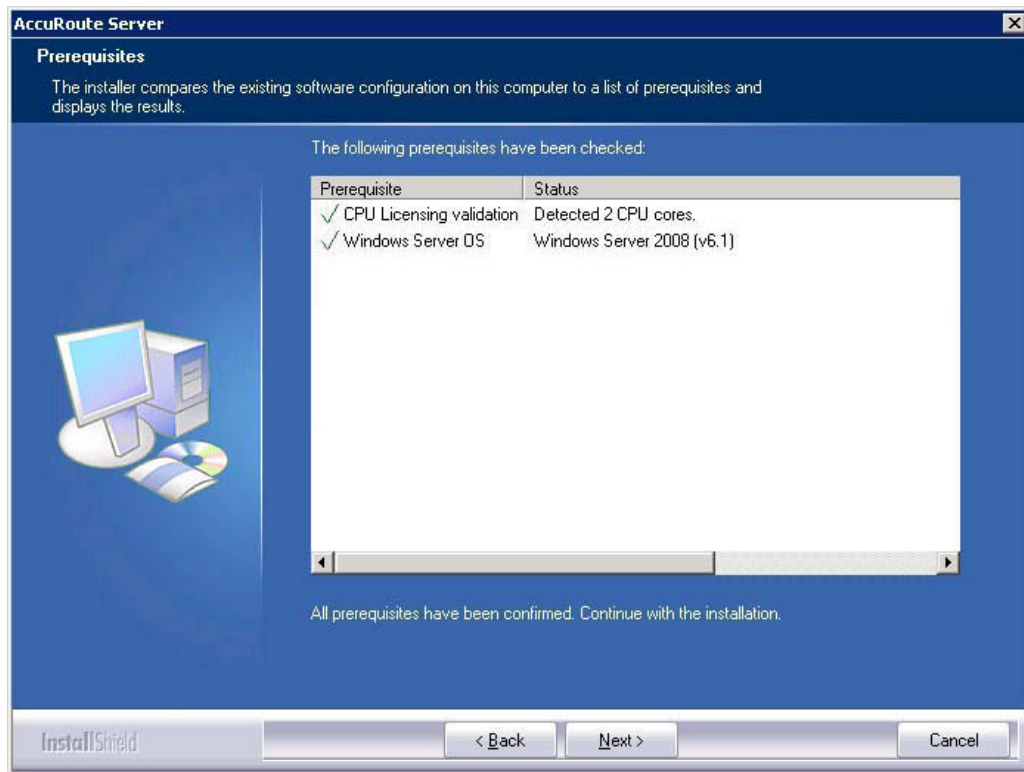 AccuRoute Server
Prerequisites
The installer compares the existing software configuration on this computer to a list of prerequisites and
displays the results.
The following prerequisites have been checked:
Prerequisite Status
CPU Licensing validation Detected 2 CPU cores.
Windows Server OS Windows Server 2008 (v6.1)
All prerequisites have been confirmed. Continue with the installation.
InstallShield < Back Next > Cancel